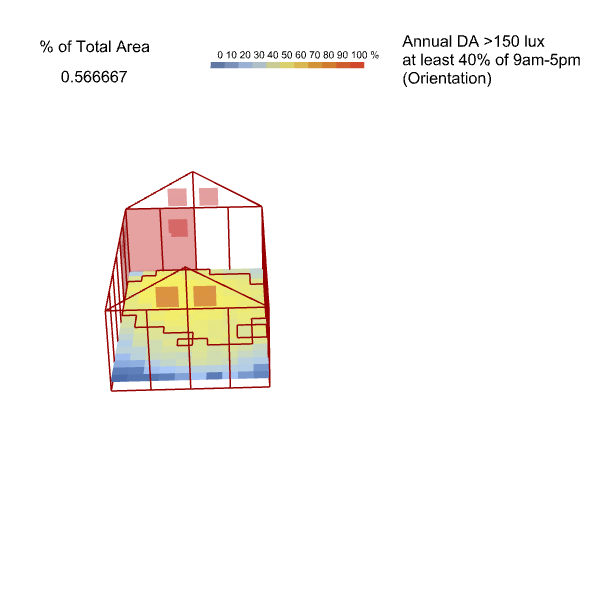 % of Total Area
0.566667
0 10 20 30 40 50 60 70 80 90 100 %
Annual DA >150 lux
at least 40% of 9am-5pm
(Orientation)